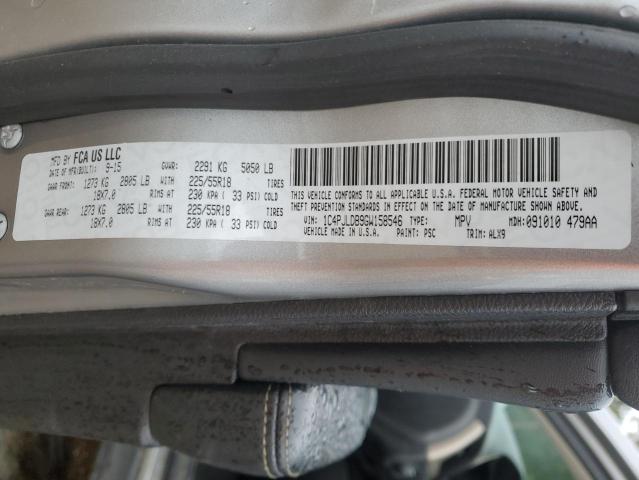 MFD BY FCA US LLC
DATE OF MFR(BUILT): 9-15 GVWR: 2291 KG 5050 LB
GAWR FRONT: 1273 KG 2805 LB 225/55R18 TIRES
18X7.0 RIMS AT 230 KPA ( 33 PSI) COLD
GAWR REAR: 1273 KG 2805 LB WITH 225/55R18 TIRES
18X7.0 RIMS AT 230 KPA ( 33 PSI) COLD
THIS VEHICLE CONFORMS TO ALL APPLICABLE U.S.A. FEDERAL MOTOR VEHICLE SAFETY AND
THEFT PREVENTION STANDARDS IN EFFECT ON THE DATE OF MANUFACTURE SHOWN ABOVE.
VIN: 1C4PJLDB9GW158546 TYPE: MPV MDH: 091010 479AA
VEHICLE MADE IN U.S.A. PAINT: PSC TRIM: ALX9